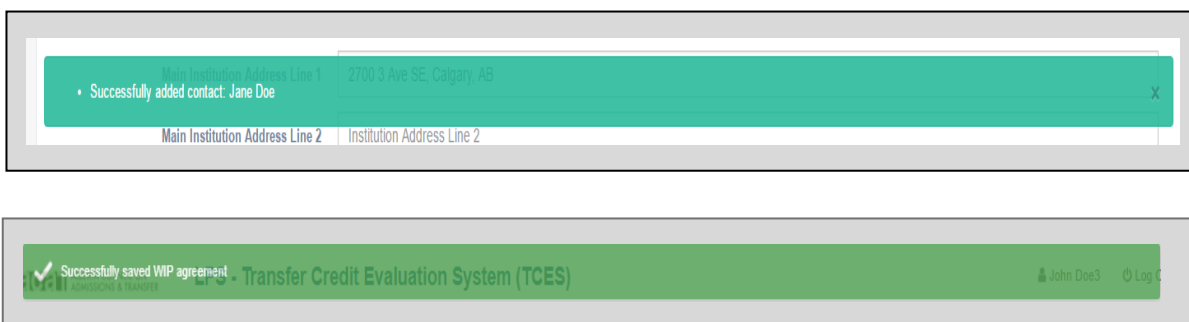 Main Institution Address Line 1 2700 3 Ave SE, Calgary, AB
• Successfully added contact: Jane Doe x
Main Institution Address Line 2 Institution Address Line 2
Successfully saved WIP agreement - Transfer Credit Evaluation System (TCES) John Doe3 Log
ADMISSIONS & TRANSFER